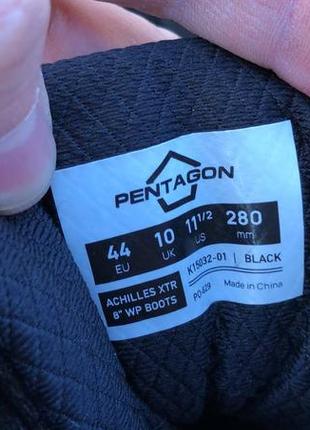 PENTAGON
44 10 11 1/2 280
EU UK US mm
ACHILLES XTR K15032-01 | BLACK
8" WP BOOTS PO429 Made in China